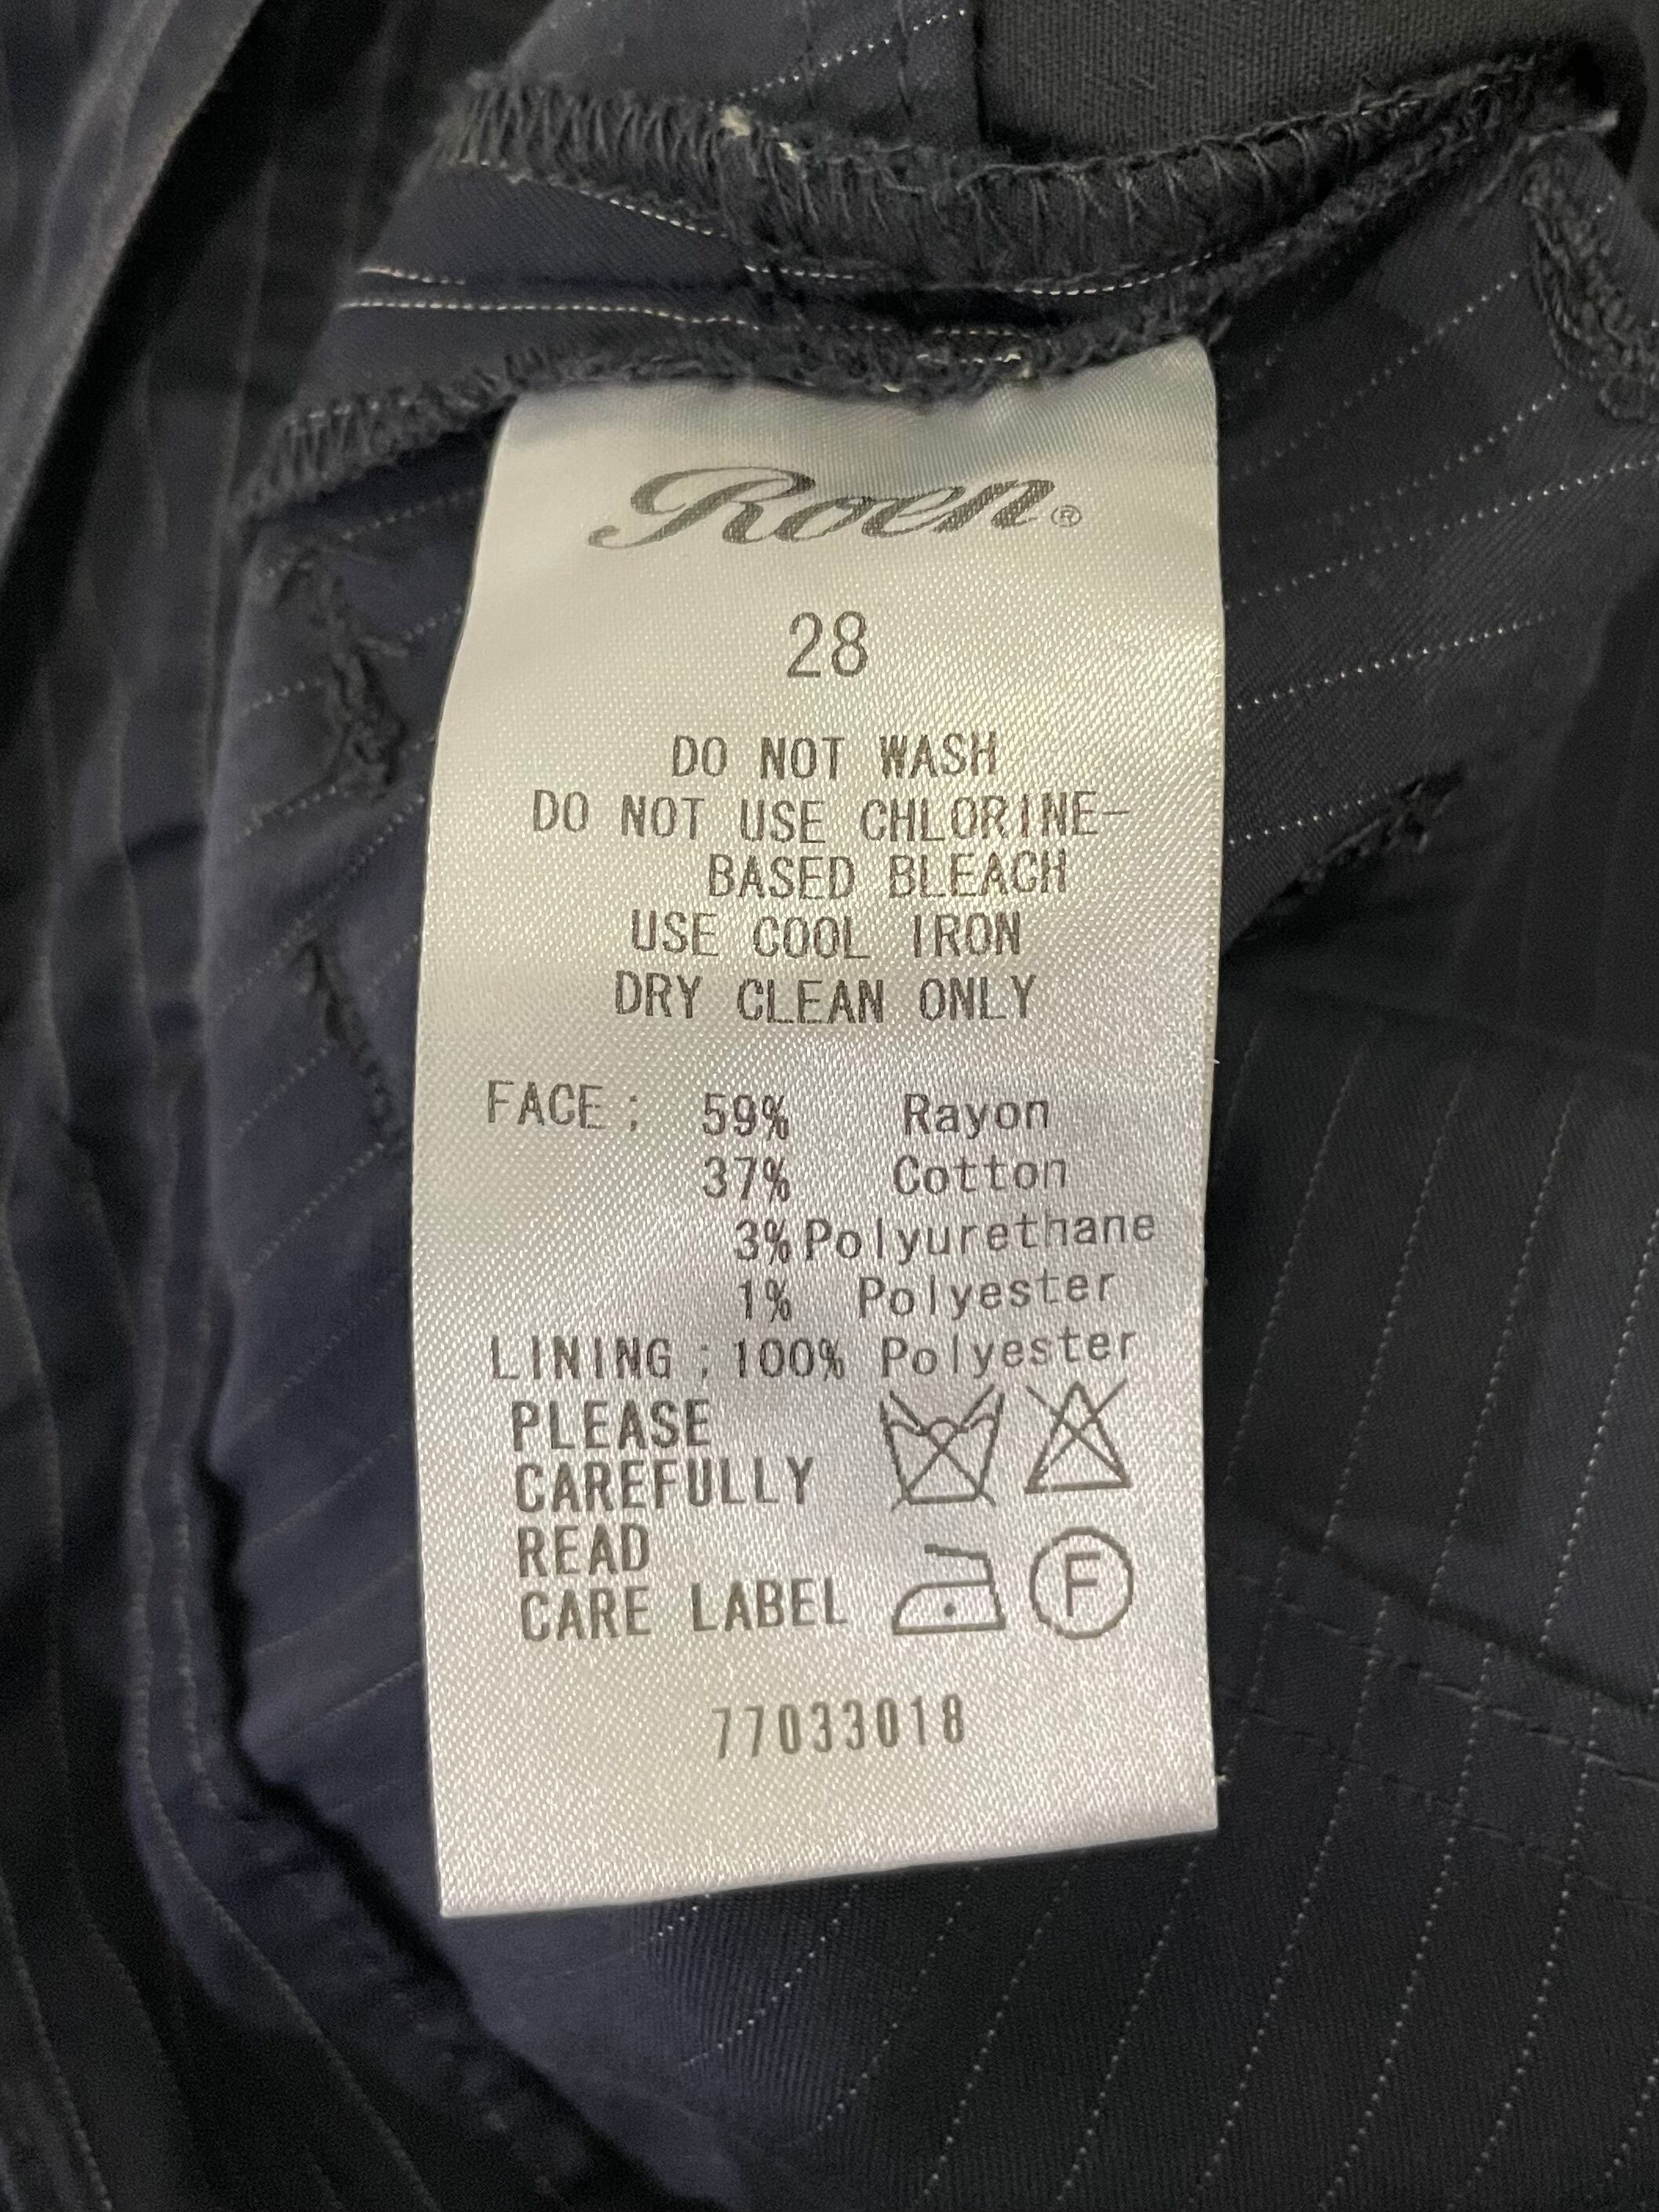 Roen®
28
DO NOT WASH
DO NOT USE CHLORINE-
BASED BLEACH
USE COOL IRON
DRY CLEAN ONLY
FACE; 59% Rayon
37% Cotton
3% Polyurethane
1% Polyester
LINING; 100% Polyester
PLEASE
CAREFULLY
READ
CARE LABEL
F
77033018